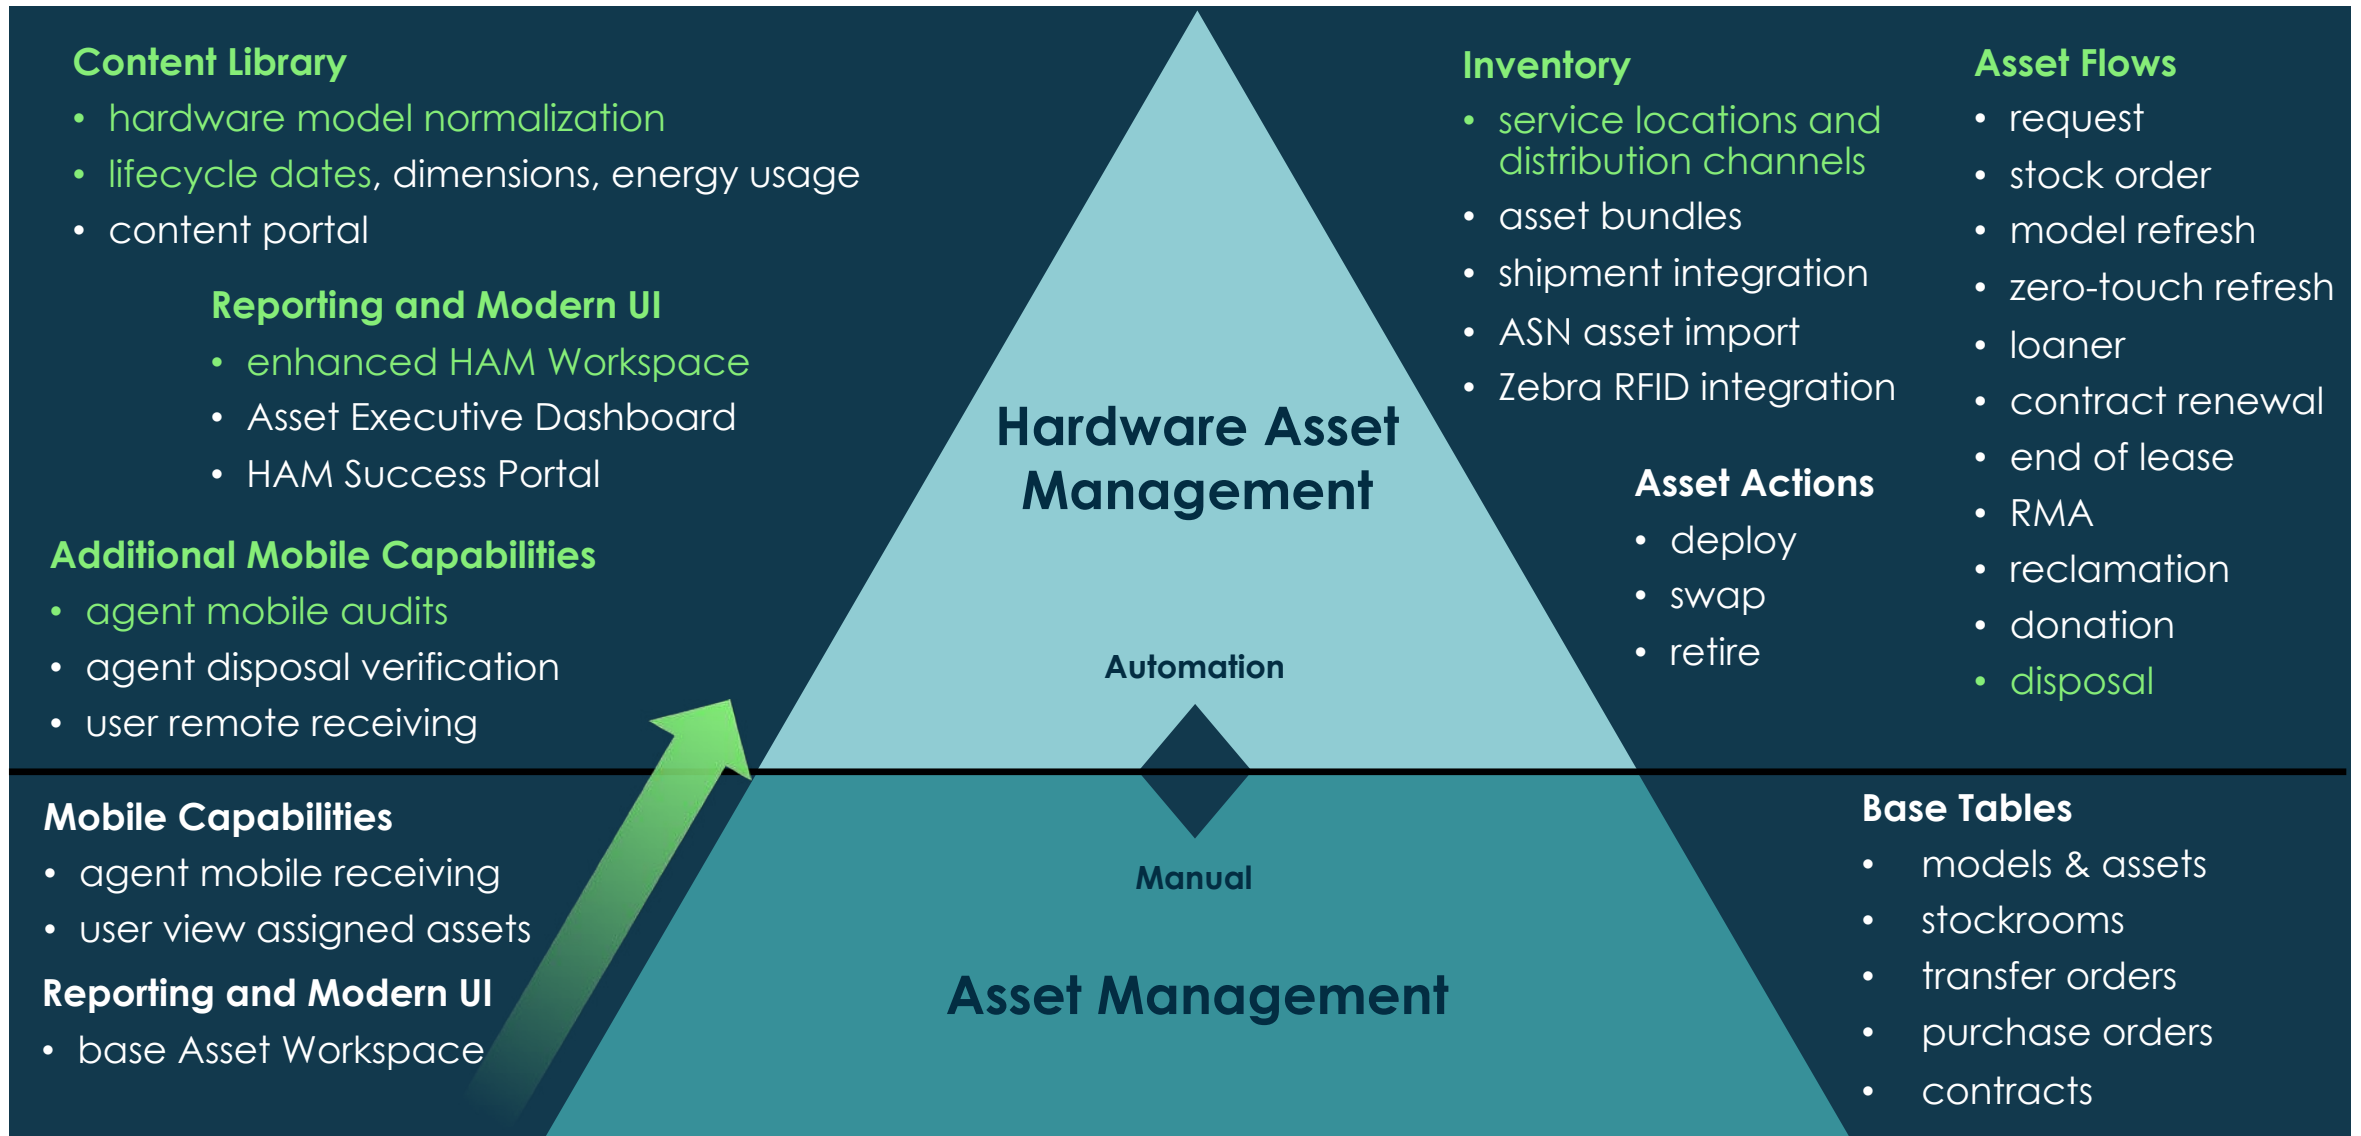 Content Library
• hardware model normalization
• lifecycle dates, dimensions, energy usage
• content portal
Reporting and Modern UI
• enhanced HAM Workspace
• Asset Executive Dashboard
• HAM Success Portal
Additional Mobile Capabilities
• agent mobile audits
• agent disposal verification
• user remote receiving
Hardware Asset
Management
Automation
Inventory
• service locations and
distribution channels
• asset bundles
• shipment integration
• ASN asset import
• Zebra RFID integration
Asset Actions
• deploy
• swap
• retire
Asset Flows
• request
• stock order
• model refresh
• zero-touch refresh
• loaner
• contract renewal
• end of lease
• RMA
• reclamation
• donation
• disposal
Mobile Capabilities
• agent mobile receiving
• user view assigned assets
Reporting and Modern UI
• base Asset Workspace
Manual
Asset Management
Base Tables
• models & assets
• stockrooms
• transfer orders
• purchase orders
• contracts